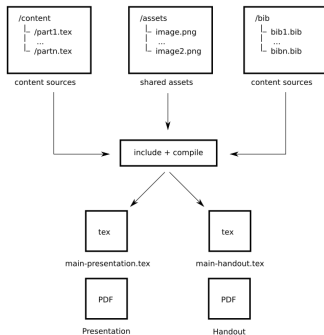 /content
/part1.tex
...
/partn.tex
content sources
/assets
image.png
...
image2.png
shared assets
/bib
bib1.bib
...
bibn.bib
content sources
include + compile
tex
main-presentation.tex
tex
main-handout.tex
PDF
Presentation
PDF
Handout